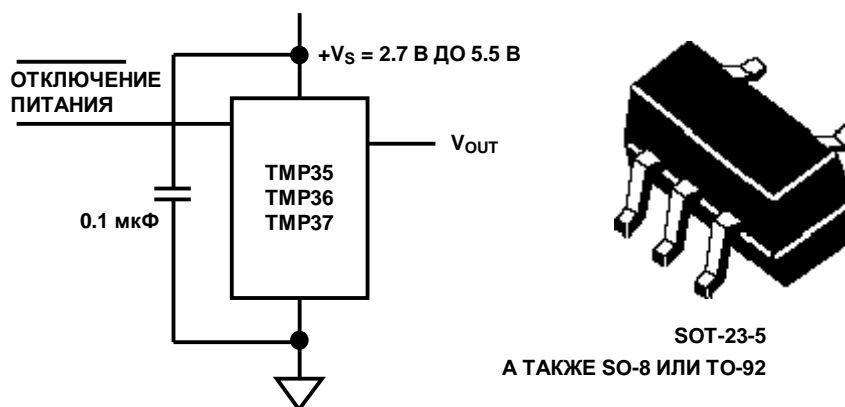 +VS = 2.7 В ДО 5.5 В
ОТКЛЮЧЕНИЕ
ПИТАНИЯ
VOUT
TMP35
TMP36
TMP37
0.1 мкФ
SOT-23-5
А ТАКЖЕ SO-8 ИЛИ TO-92